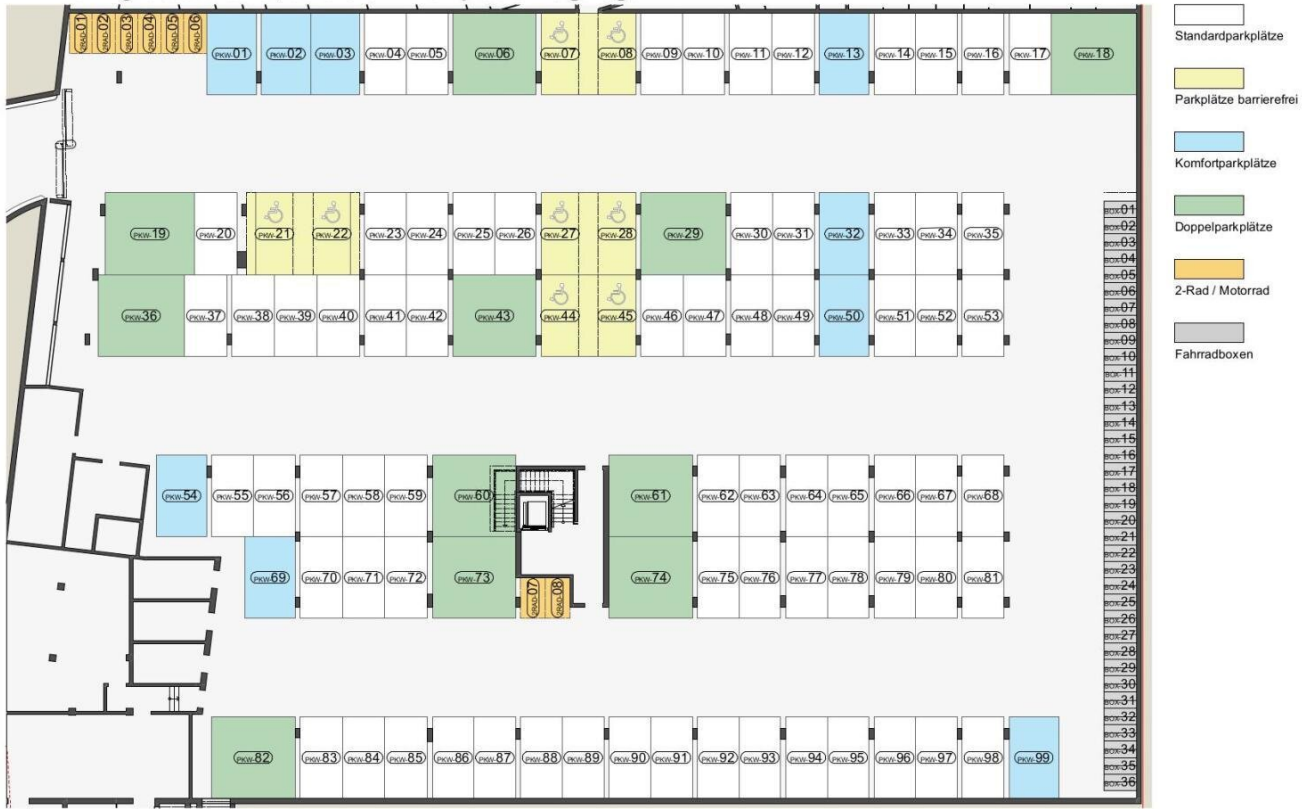 2RAD-01 2RAD-02 2RAD-03 2RAD-04 2RAD-05 2RAD-06
PKW-01 PKW-02 PKW-03 PKW-04 PKW-05 PKW-06 PKW-07 PKW-08 PKW-09 PKW-10 PKW-11 PKW-12 PKW-13 PKW-14 PKW-15 PKW-16 PKW-17 PKW-18
PKW-19 PKW-20 PKW-21 PKW-22 PKW-23 PKW-24 PKW-25 PKW-26 PKW-27 PKW-28 PKW-29 PKW-30 PKW-31 PKW-32 PKW-33 PKW-34 PKW-35
PKW-36 PKW-37 PKW-38 PKW-39 PKW-40 PKW-41 PKW-42 PKW-43 PKW-44 PKW-45 PKW-46 PKW-47 PKW-48 PKW-49 PKW-50 PKW-51 PKW-52 PKW-53
PKW-54 PKW-55 PKW-56 PKW-57 PKW-58 PKW-59 PKW-60 PKW-61 PKW-62 PKW-63 PKW-64 PKW-65 PKW-66 PKW-67 PKW-68
PKW-69 PKW-70 PKW-71 PKW-72 PKW-73 PKW-74 PKW-75 PKW-76 PKW-77 PKW-78 PKW-79 PKW-80 PKW-81
2RAD-07 2RAD-08
PKW-82 PKW-83 PKW-84 PKW-85 PKW-86 PKW-87 PKW-88 PKW-89 PKW-90 PKW-91 PKW-92 PKW-93 PKW-94 PKW-95 PKW-96 PKW-97 PKW-98 PKW-99
BOX-01
BOX-02
BOX-03
BOX-04
BOX-05
BOX-06
BOX-07
BOX-08
BOX-09
BOX-10
BOX-11
BOX-12
BOX-13
BOX-14
BOX-15
BOX-16
BOX-17
BOX-18
BOX-19
BOX-20
BOX-21
BOX-22
BOX-23
BOX-24
BOX-25
BOX-26
BOX-27
BOX-28
BOX-29
BOX-30
BOX-31
BOX-32
BOX-33
BOX-34
BOX-35
BOX-36
Standardparkplätze
Parkplätze barrierefrei
Komfortparkplätze
Doppelparkplätze
2-Rad / Motorrad
Fahrradboxen